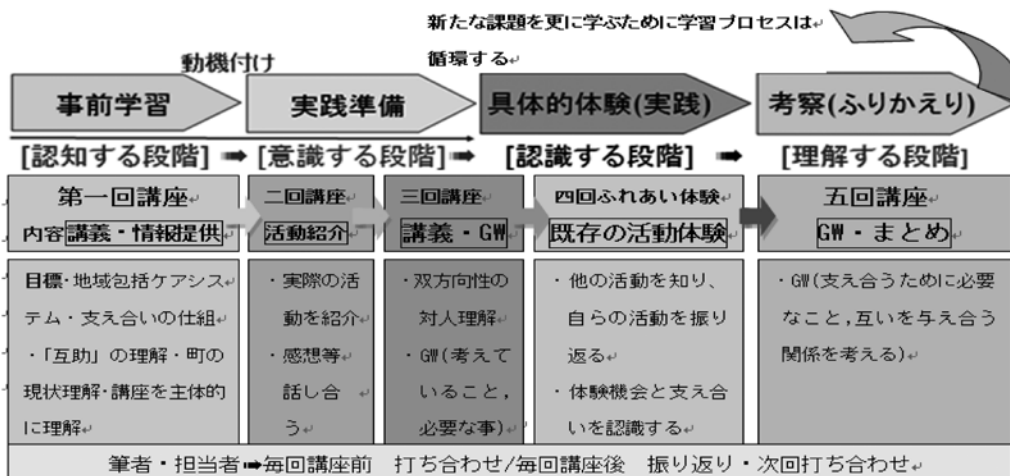 新たな課題を更に学ぶために学習プロセスは
循環する
動機付け
事前学習
実践準備
具体的体験(実践)
考察(ふりかえり)
[認知する段階] ➡ [意識する段階] ➡ [認識する段階] ➡ [理解する段階]
第一回講座
内容 講義・情報提供
二回講座
活動紹介
三回講座
講義・GW
四回ふれあい体験
既存の活動体験
五回講座
GW・まとめ
目標・地域包括ケアシス
テム・支え合いの仕組
・「互助」の理解・町の
現状理解・講座を主体的
に理解
・実際の活
動を紹介
・感想等
話し合
う
・双方向性の
対人理解
・GW(考えて
いること,
必要な事)
・他の活動を知り、
自らの活動を振り
返る
・体験機会と支え合
いを認識する
・GW(支え合うために必要
なこと,互いを与え合う
関係を考える)
筆者・担当者➡毎回講座前 打ち合わせ/毎回講座後 振り返り・次回打ち合わせ